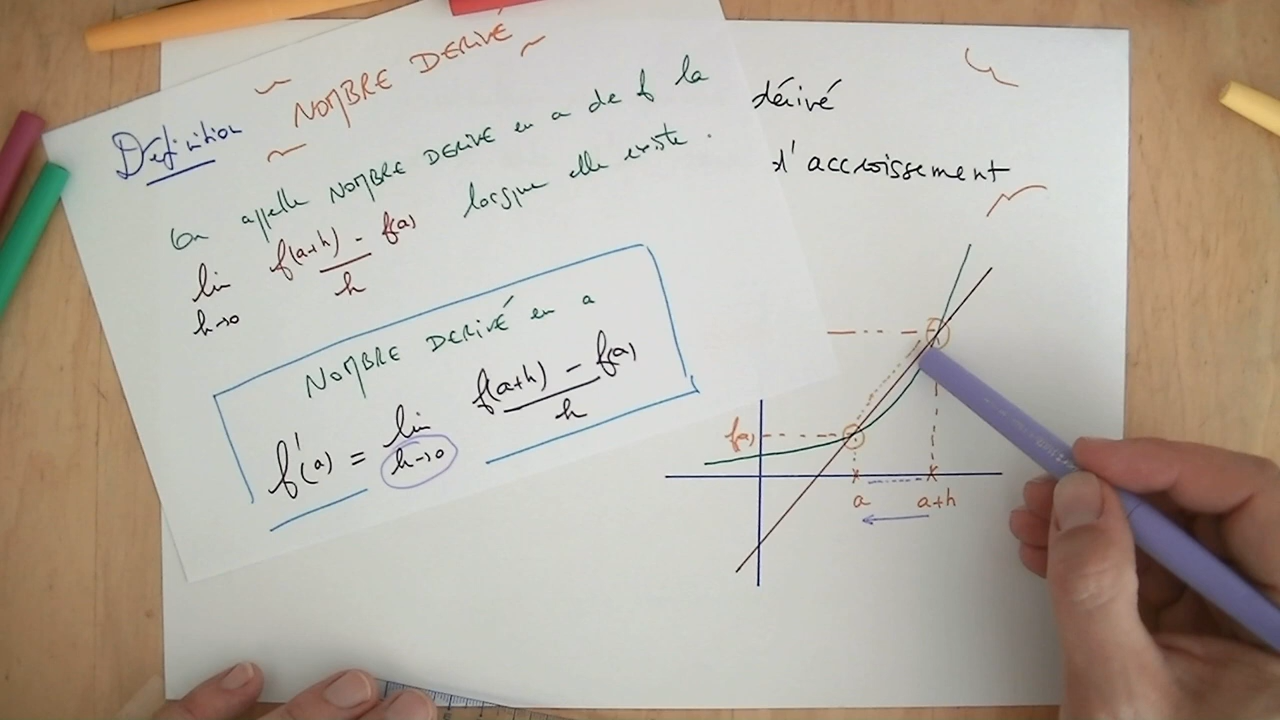 NOMBRE DERIVÉ
Définition
On appelle NOMBRE DERIVE en a de f la
lim f(a+h) - f(a) lorsque elle existe.
h→0 h
NOMBRE DERIVÉ en a
f'(a) = lim f(a+h) - f(a)
h→0 h
dérivé
d'accroissement
f(a)
a a+h